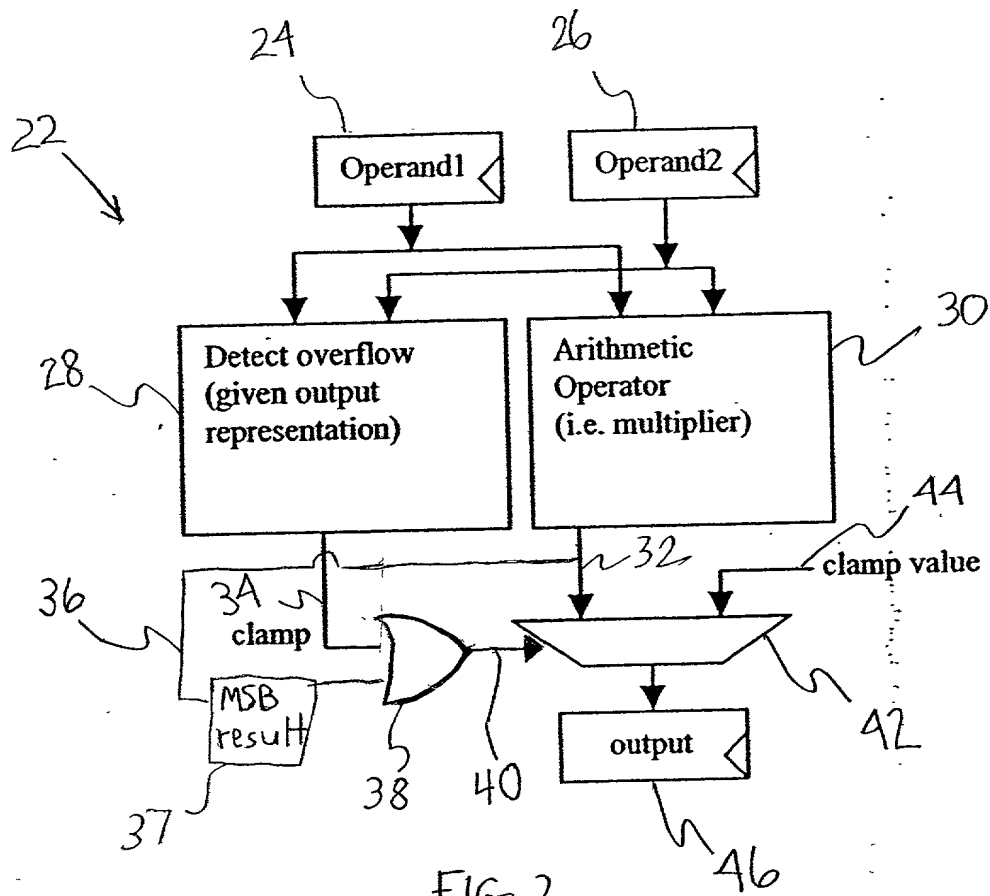 24
26
22
Operand1
Operand2
30
28
Detect overflow
(given output
representation)
Arithmetic
Operator
(i.e. multiplier)
44
32
clamp value
36
34
clamp
MSB
result
42
output
38
40
37
46
FIG. 2